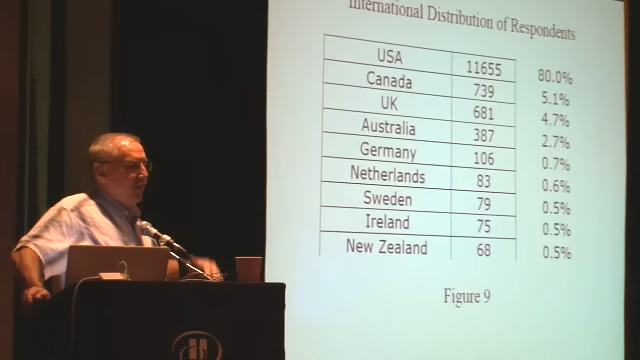 International Distribution of Respondents
USA 11655 80.0%
Canada 739 5.1%
UK 681 4.7%
Australia 387 2.7%
Germany 106 0.7%
Netherlands 83 0.6%
Sweden 79 0.5%
Ireland 75 0.5%
New Zealand 68 0.5%
Figure 9